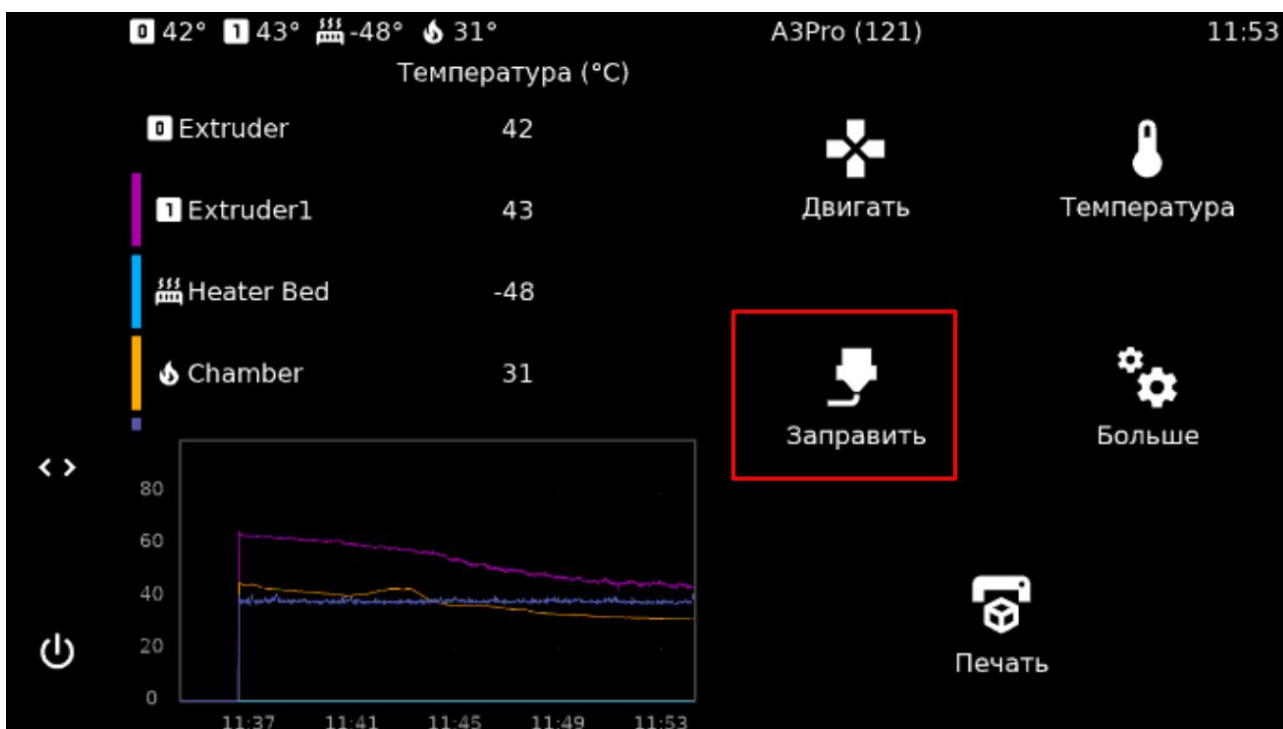 0 42° 1 43° -48° 31° A3Pro (121) 11:53
Температура (°C)
0 Extruder 42
1 Extruder1 43
Heater Bed -48
Chamber 31
Двигать Температура
Заправить Больше
Печать
80
60
40
20
0
11:37 11:41 11:45 11:49 11:53